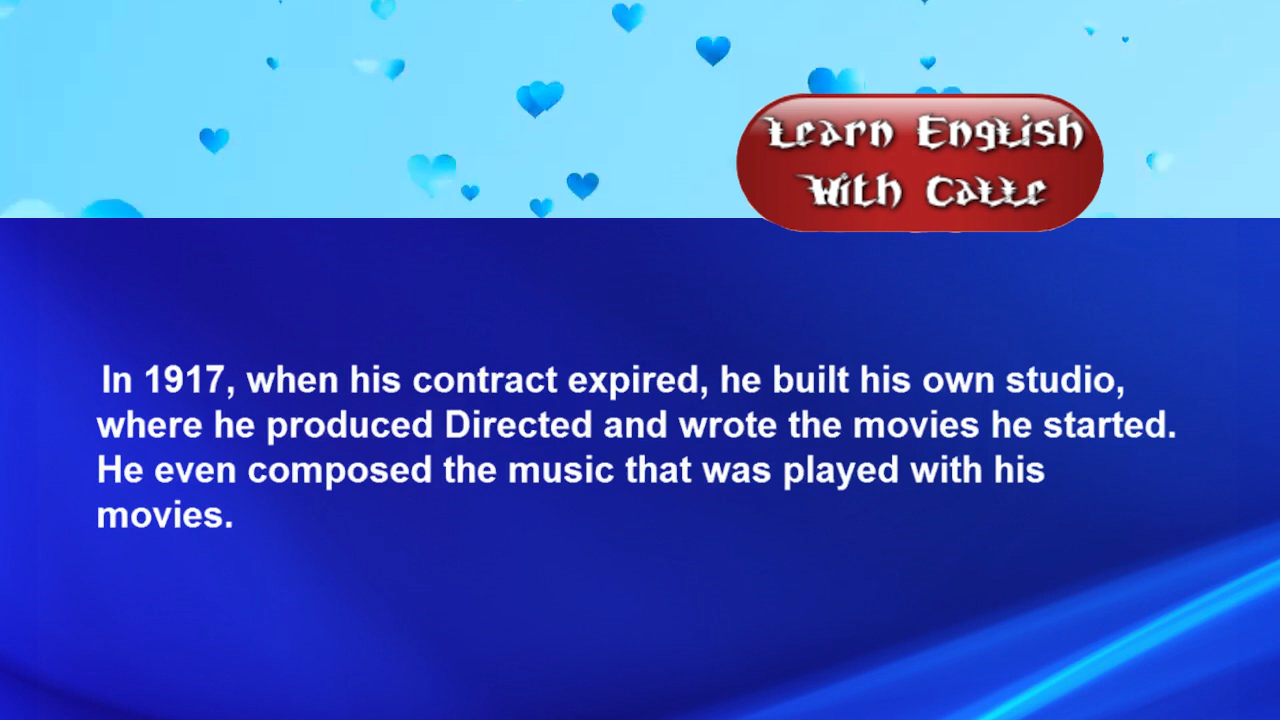 Learn English
With Calle
In 1917, when his contract expired, he built his own studio,
where he produced Directed and wrote the movies he started.
He even composed the music that was played with his
movies.